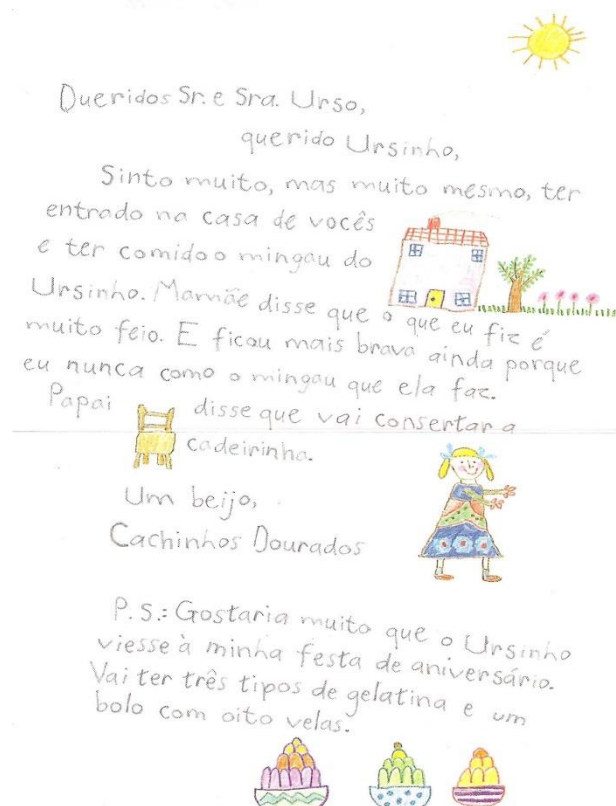 Queridos Sr. e Sra. Urso,
querido Ursinho,
Sinto muito, mas muito mesmo, ter
entrado na casa de vocês
e ter comido o mingau do
Ursinho. Mamãe disse que o que eu fiz é
muito feio. E ficou mais brava ainda porque
eu nunca como o mingau que ela faz.
Papai disse que vai consertar a
cadeirinha.
Um beijo,
Cachinhos Dourados
P.S.: Gostaria muito que o Ursinho
viesse à minha festa de aniversário.
Vai ter três tipos de gelatina e um
bolo com oito velas.